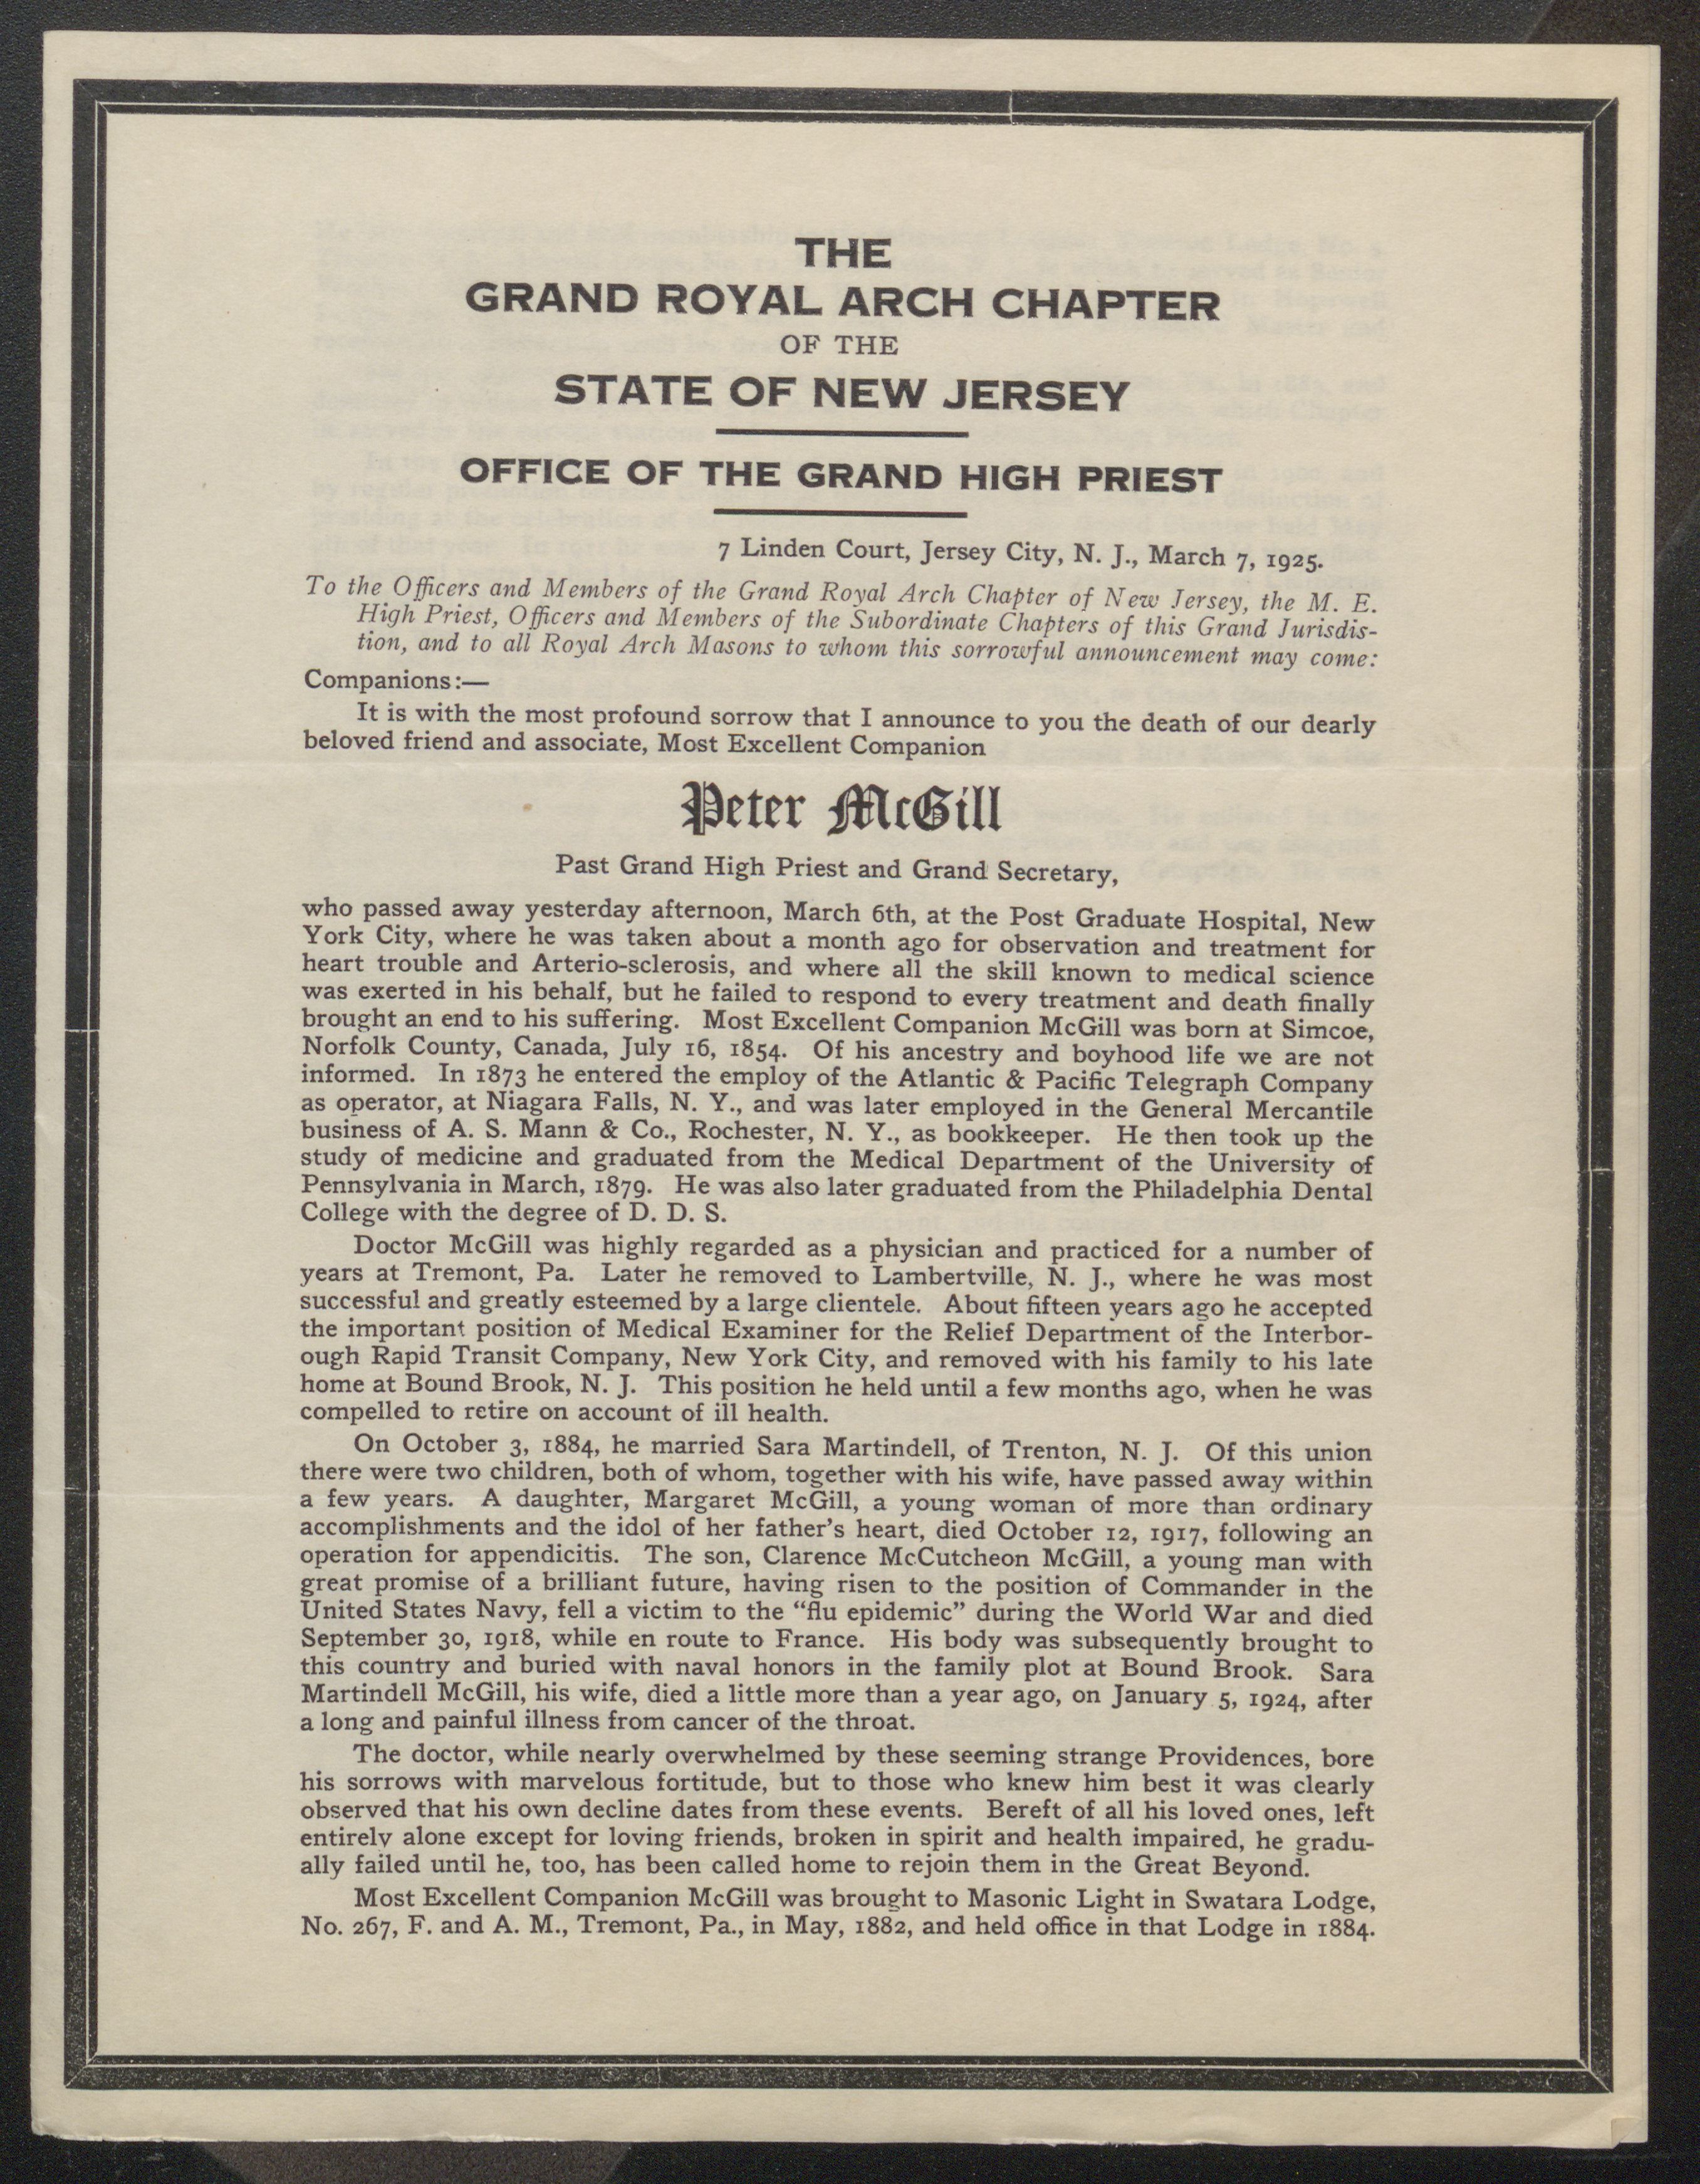 THE
GRAND ROYAL ARCH CHAPTER
OF THE
STATE OF NEW JERSEY
OFFICE OF THE GRAND HIGH PRIEST
7 Linden Court, Jersey City, N. J., March 7, 1925.
To the Officers and Members of the Grand Royal Arch Chapter of New Jersey, the M. E.
High Priest, Officers and Members of the Subordinate Chapters of this Grand Jurisdis-
tion, and to all Royal Arch Masons to whom this sorrowful announcement may come:
Companions:—
It is with the most profound sorrow that I announce to you the death of our dearly
beloved friend and associate, Most Excellent Companion
Peter McGill
Past Grand High Priest and Grand Secretary,
who passed away yesterday afternoon, March 6th, at the Post Graduate Hospital, New
York City, where he was taken about a month ago for observation and treatment for
heart trouble and Arterio-sclerosis, and where all the skill known to medical science
was exerted in his behalf, but he failed to respond to every treatment and death finally
brought an end to his suffering. Most Excellent Companion McGill was born at Simcoe,
Norfolk County, Canada, July 16, 1854. Of his ancestry and boyhood life we are not
informed. In 1873 he entered the employ of the Atlantic & Pacific Telegraph Company
as operator, at Niagara Falls, N. Y., and was later employed in the General Mercantile
business of A. S. Mann & Co., Rochester, N. Y., as bookkeeper. He then took up the
study of medicine and graduated from the Medical Department of the University of
Pennsylvania in March, 1879. He was also later graduated from the Philadelphia Dental
College with the degree of D. D. S.
Doctor McGill was highly regarded as a physician and practiced for a number of
years at Tremont, Pa. Later he removed to Lambertville, N. J., where he was most
successful and greatly esteemed by a large clientele. About fifteen years ago he accepted
the important position of Medical Examiner for the Relief Department of the Interbor-
ough Rapid Transit Company, New York City, and removed with his family to his late
home at Bound Brook, N. J. This position he held until a few months ago, when he was
compelled to retire on account of ill health.
On October 3, 1884, he married Sara Martindell, of Trenton, N. J. Of this union
there were two children, both of whom, together with his wife, have passed away within
a few years. A daughter, Margaret McGill, a young woman of more than ordinary
accomplishments and the idol of her father's heart, died October 12, 1917, following an
operation for appendicitis. The son, Clarence McCutcheon McGill, a young man with
great promise of a brilliant future, having risen to the position of Commander in the
United States Navy, fell a victim to the “flu epidemic” during the World War and died
September 30, 1918, while en route to France. His body was subsequently brought to
this country and buried with naval honors in the family plot at Bound Brook. Sara
Martindell McGill, his wife, died a little more than a year ago, on January 5, 1924, after
a long and painful illness from cancer of the throat.
The doctor, while nearly overwhelmed by these seeming strange Providences, bore
his sorrows with marvelous fortitude, but to those who knew him best it was clearly
observed that his own decline dates from these events. Bereft of all his loved ones, left
entirely alone except for loving friends, broken in spirit and health impaired, he gradu-
ally failed until he, too, has been called home to rejoin them in the Great Beyond.
Most Excellent Companion McGill was brought to Masonic Light in Swatara Lodge,
No. 267, F. and A. M., Tremont, Pa., in May, 1882, and held office in that Lodge in 1884.